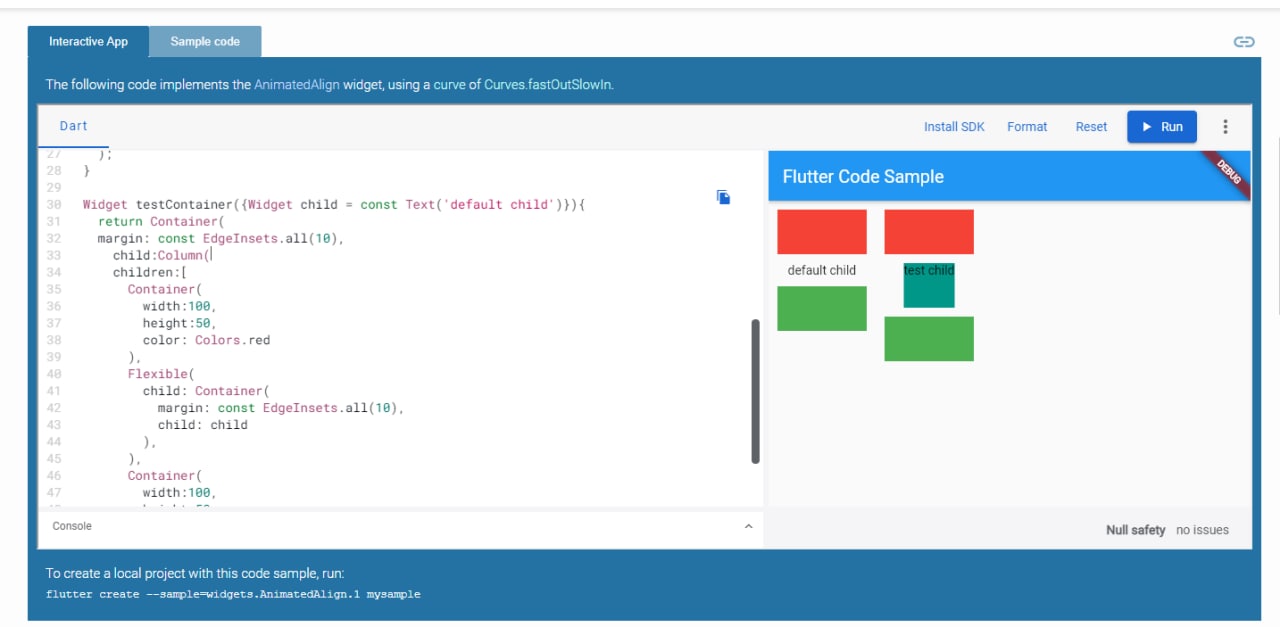 Interactive App
Sample code
The following code implements the AnimatedAlign widget, using a curve of Curves.fastOutSlowIn.
Dart
Install SDK
Format
Reset
Run
27 );
28 }
29
30 Widget testContainer({Widget child = const Text('default child')}){
31 return Container(
32 margin: const EdgeInsets.all(10),
33 child:Column(
34 children:[
35 Container(
36 width:100,
37 height:50,
38 color: Colors.red
39 ),
40 Flexible(
41 child: Container(
42 margin: const EdgeInsets.all(10),
43 child: child
44 ),
45 ),
46 Container(
47 width:100,
Flutter Code Sample
DEBUG
default child
test child
Console
Null safety no issues
To create a local project with this code sample, run:
flutter create --sample=widgets.AnimatedAlign.1 mysample